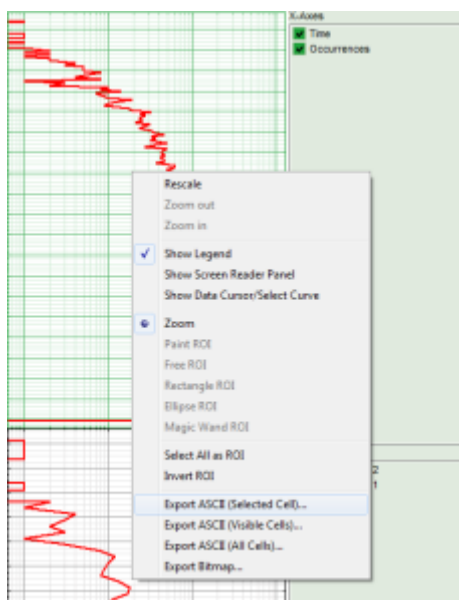 X-Axes
Time
Occurrences
Rescale
Zoom out
Zoom in
Show Legend
Show Screen Reader Panel
Show Data Cursor/Select Curve
Zoom
Paint ROI
Free ROI
Rectangle ROI
Ellipse ROI
Magic Wand ROI
Select All as ROI
Invert ROI
2
1
Export ASCII (Selected Cell)...
Export ASCII (Visible Cells)...
Export ASCII (All Cells)...
Export Bitmap...